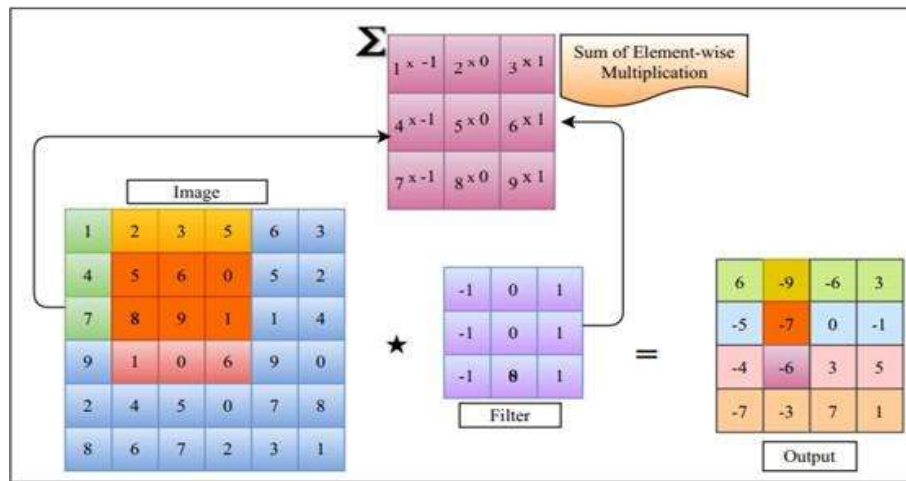 Σ
1 x -1 2 x 0 3 x 1
4 x -1 5 x 0 6 x 1
7 x -1 8 x 0 9 x 1
Sum of Element-wise
Multiplication
Image
1 2 3 5 6 3
4 5 6 0 5 2
7 8 9 1 1 4
9 1 0 6 9 0
2 4 5 0 7 8
8 6 7 2 3 1
★
-1 0 1
-1 0 1
-1 1
Filter
=
6 -9 -6 3
-5 -7 0 -1
-4 -6 3 5
-7 -3 7 1
Output